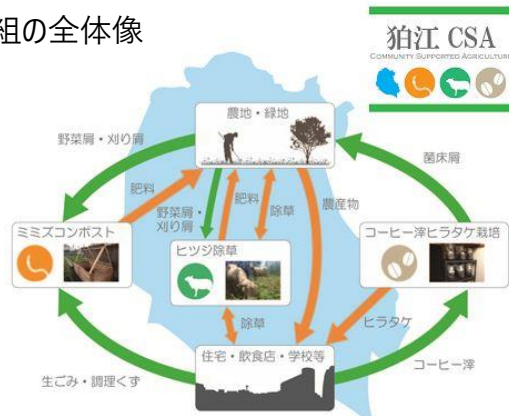 組の全体像
狛江 CSA
COMMUNITY SUPPORTED AGRICULTURE
農地・緑地
野菜屑・刈り屑
菌床屑
肥料
野菜屑・
刈り屑
肥料
除草
農産物
ミミズコンポスト
ヒツジ除草
コーヒー滓ヒラタケ栽培
除草
ヒラタケ
住宅・飲食店・学校等
生ごみ・調理くず
コーヒー滓